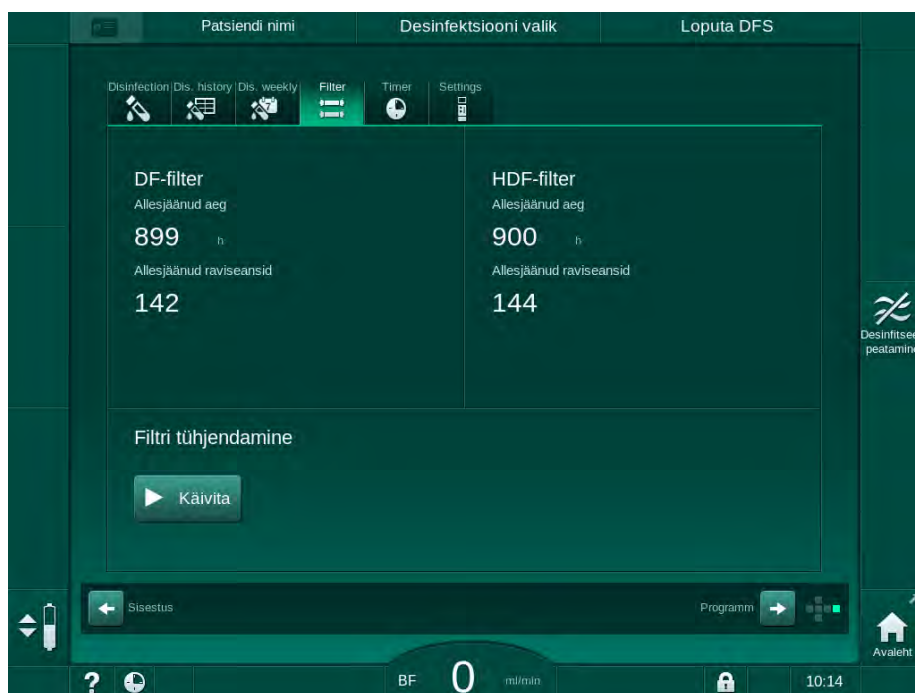 Patsiendi nimi Desinfektsiooni valik Loputa DFS
Disinfection Dis. history Dis. weekly Filter Timer Settings
7
DF-filter HDF-filter
Allesjäänud aeg Allesjäänud aeg
899 h 900 h
Allesjäänud raviseansid Allesjäänud raviseansid
142 144
Desinfitsee
peatamine
Filtri tühjendamine
Käivita
Sisestus Programm
Avaleht
? BF 0 ml/min 10:14